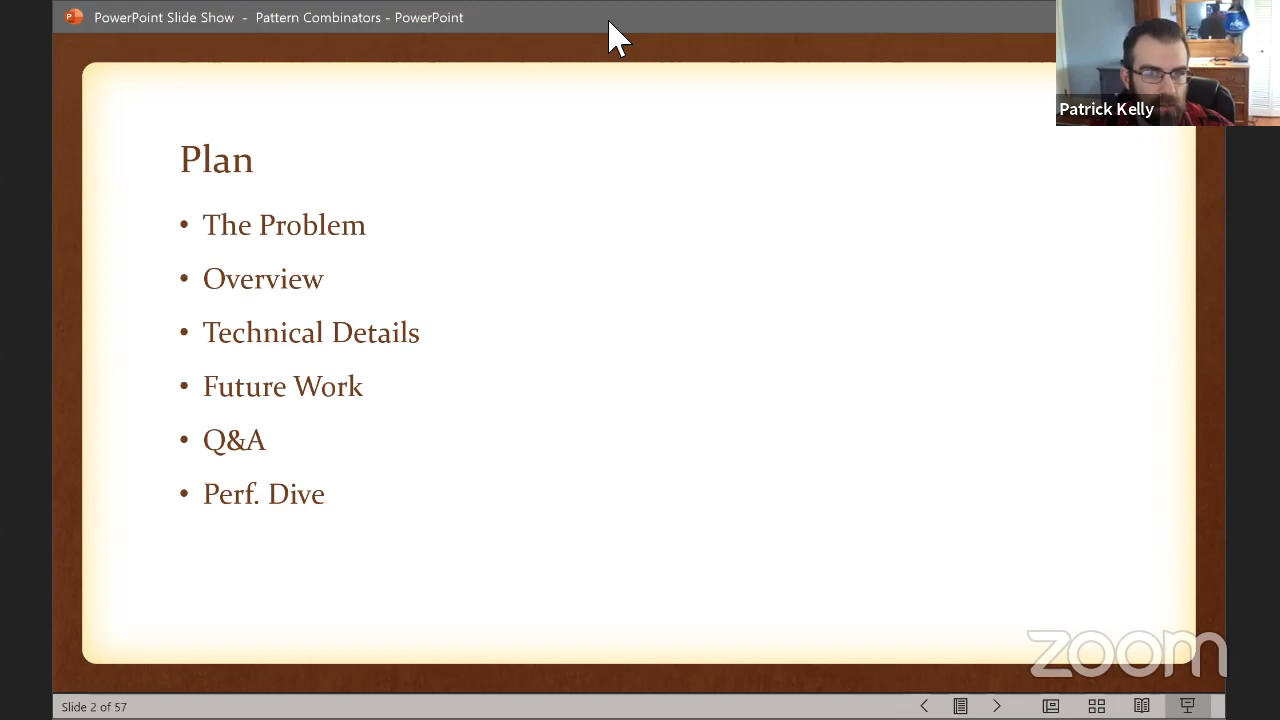 PowerPoint Slide Show - Pattern Combinators - PowerPoint
Patrick Kelly
Plan
• The Problem
• Overview
• Technical Details
• Future Work
• Q&A
• Perf. Dive
zoom
Slide 2 of 57